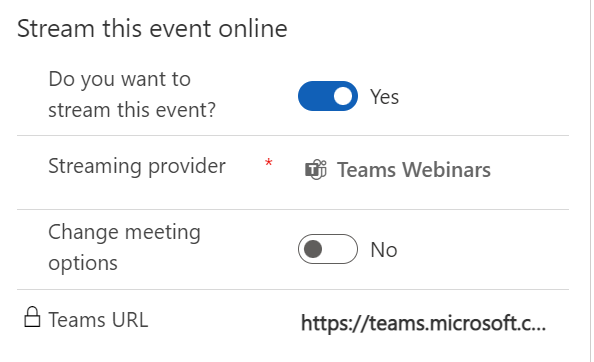 Stream this event online
Do you want to
stream this event?
Yes
Streaming provider *
Teams Webinars
Change meeting
options
No
Teams URL
https://teams.microsoft.c...